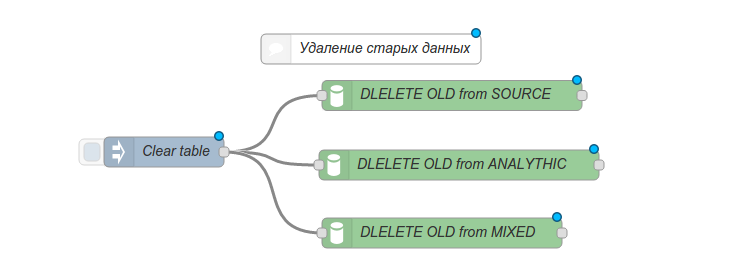 Удаление старых данных
DLELETE OLD from SOURCE
Clear table
DLELETE OLD from ANALYTHIC
DLELETE OLD from MIXED